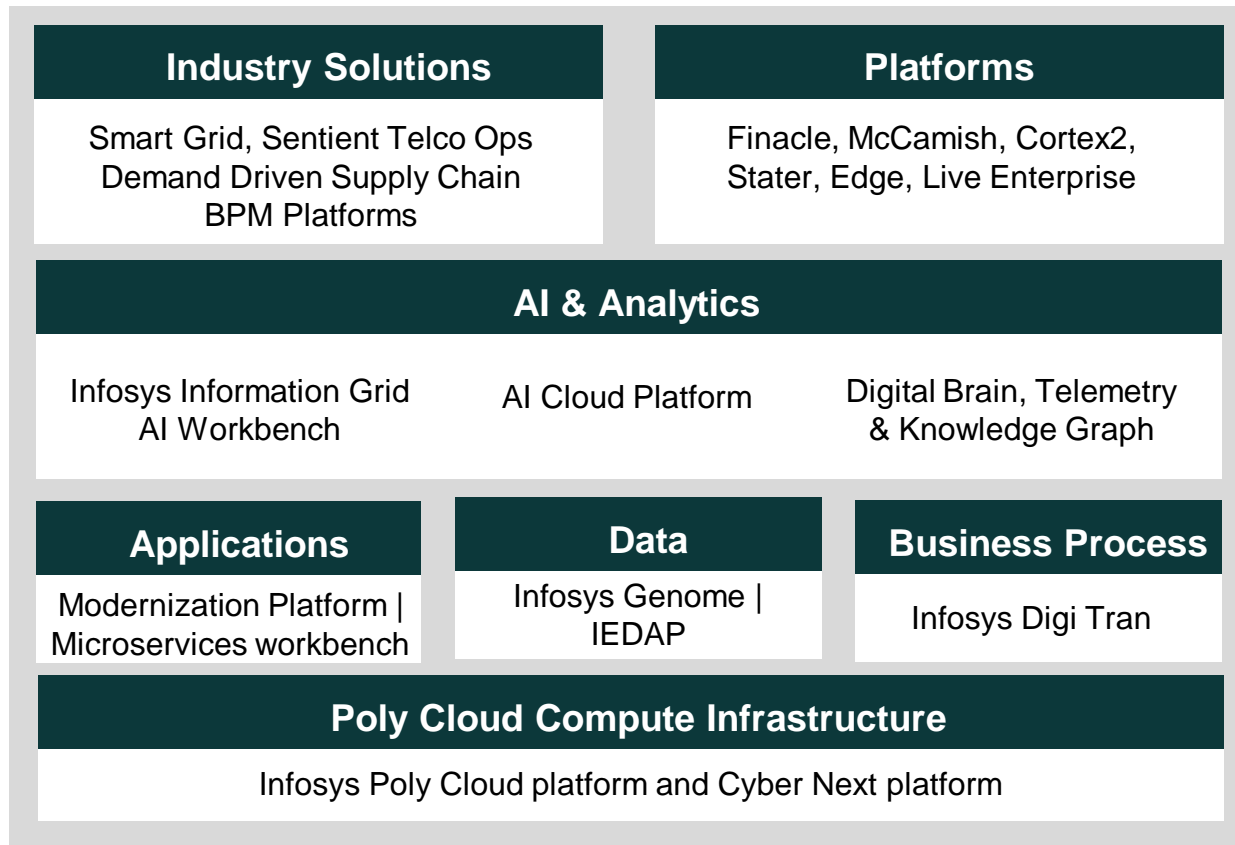 Industry Solutions
Smart Grid, Sentient Telco Ops
Demand Driven Supply Chain
BPM Platforms
Platforms
Finacle, McCamish, Cortex2,
Stater, Edge, Live Enterprise
AI & Analytics
Infosys Information Grid
AI Workbench
AI Cloud Platform
Digital Brain, Telemetry
& Knowledge Graph
Applications
Modernization Platform |
Microservices workbench
Data
Infosys Genome |
IEDAP
Business Process
Infosys Digi Tran
Poly Cloud Compute Infrastructure
Infosys Poly Cloud platform and Cyber Next platform